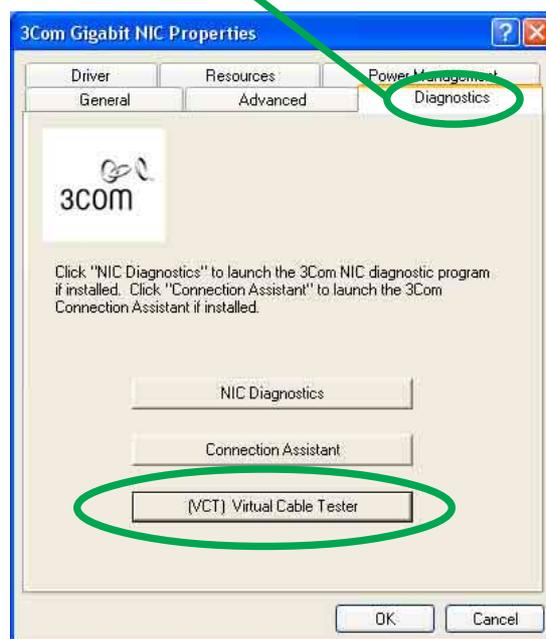 3Com Gigabit NIC Properties
Driver
Resources
Power Management
General
Advanced
Diagnostics
3COM
Click "NIC Diagnostics" to launch the 3Com NIC diagnostic program
if installed. Click "Connection Assistant" to launch the 3Com
Connection Assistant if installed.
NIC Diagnostics
Connection Assistant
(VCT) Virtual Cable Tester
OK
Cancel